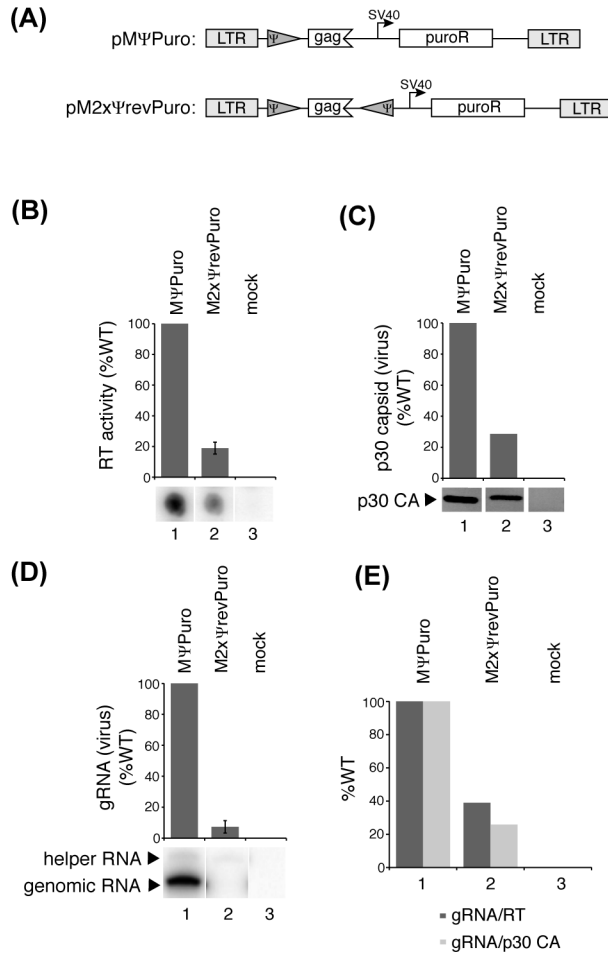 (A)
pMΨPuro: LTR Ψ gag SV40 puroR LTR
pM2xΨrevPuro: LTR Ψ gag Ψ SV40 puroR LTR
(B)
MΨPuro
M2xΨrevPuro
mock
RT activity (%WT)
100
80
60
40
20
0
1 2 3
(C)
MΨPuro
M2xΨrevPuro
mock
p30 capsid (virus)
(%WT)
100
80
60
40
20
0
p30 CA
1 2 3
(D)
MΨPuro
M2xΨrevPuro
mock
gRNA (virus)
(%WT)
100
80
60
40
20
0
helper RNA
genomic RNA
1 2 3
(E)
MΨPuro
M2xΨrevPuro
mock
%WT
100
80
60
40
20
0
1 2 3
gRNA/RT
gRNA/p30 CA